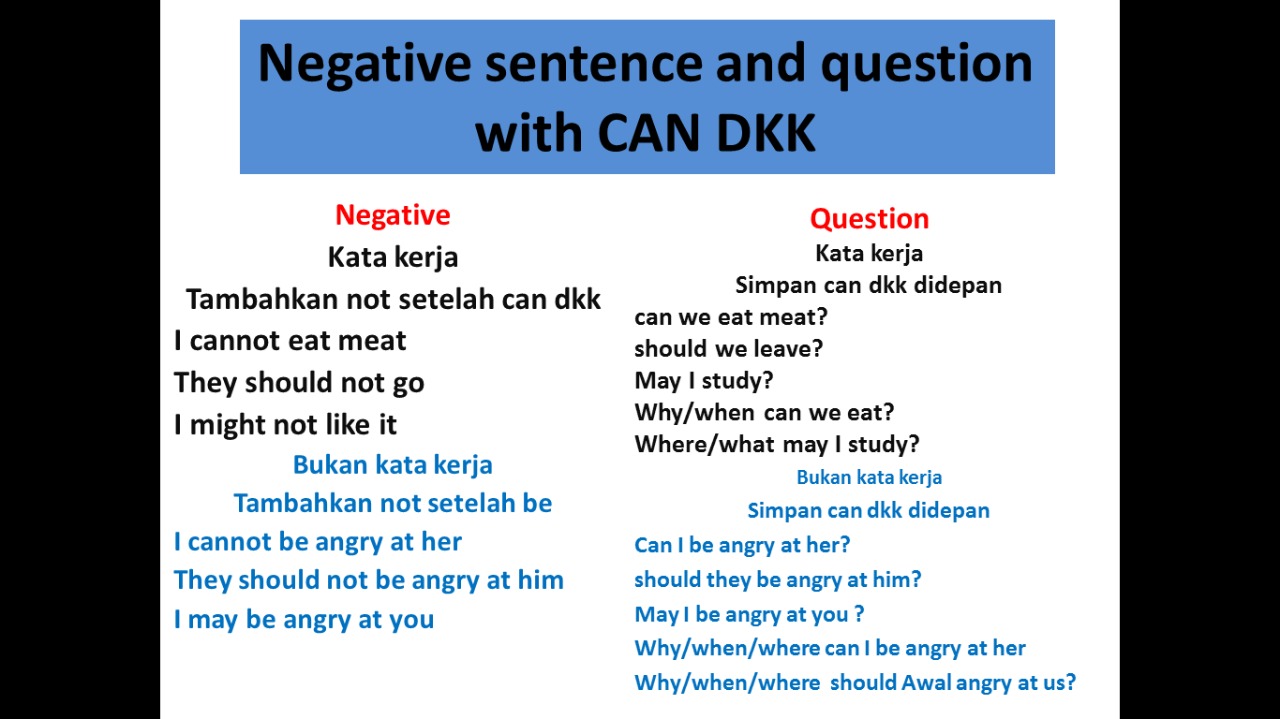 Negative sentence and question
with CAN DKK
Negative
Kata kerja
Tambahkan not setelah can dkk
I cannot eat meat
They should not go
I might not like it
Bukan kata kerja
Tambahkan not setelah be
I cannot be angry at her
They should not be angry at him
I may be angry at you
Question
Kata kerja
Simpan can dkk didepan
can we eat meat?
should we leave?
May I study?
Why/when can we eat?
Where/what may I study?
Bukan kata kerja
Simpan can dkk didepan
Can I be angry at her?
should they be angry at him?
May I be angry at you ?
Why/when/where can I be angry at her
Why/when/where should Awal angry at us?